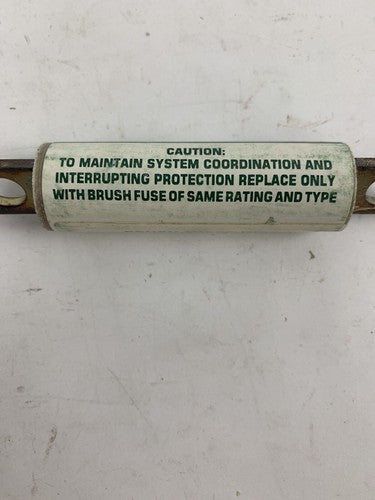 CAUTION:
TO MAINTAIN SYSTEM COORDINATION AND
INTERRUPTING PROTECTION REPLACE ONLY
WITH BRUSH FUSE OF SAME RATING AND TYPE